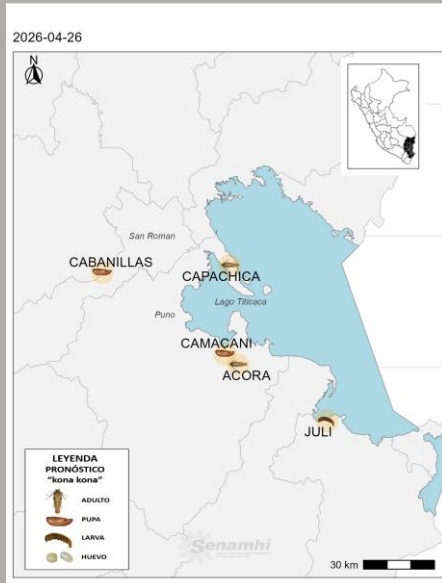 2026-04-26
N
San Roman
CABANILLAS
CAPACHICA
Lago Titicaca
Puno
CAMACANI
ACORA
JULI
LEYENDA
PRONÓSTICO
"kona kona"
ADULTO
PUPA
LARVA
HUEVO
Senamhi
30 km